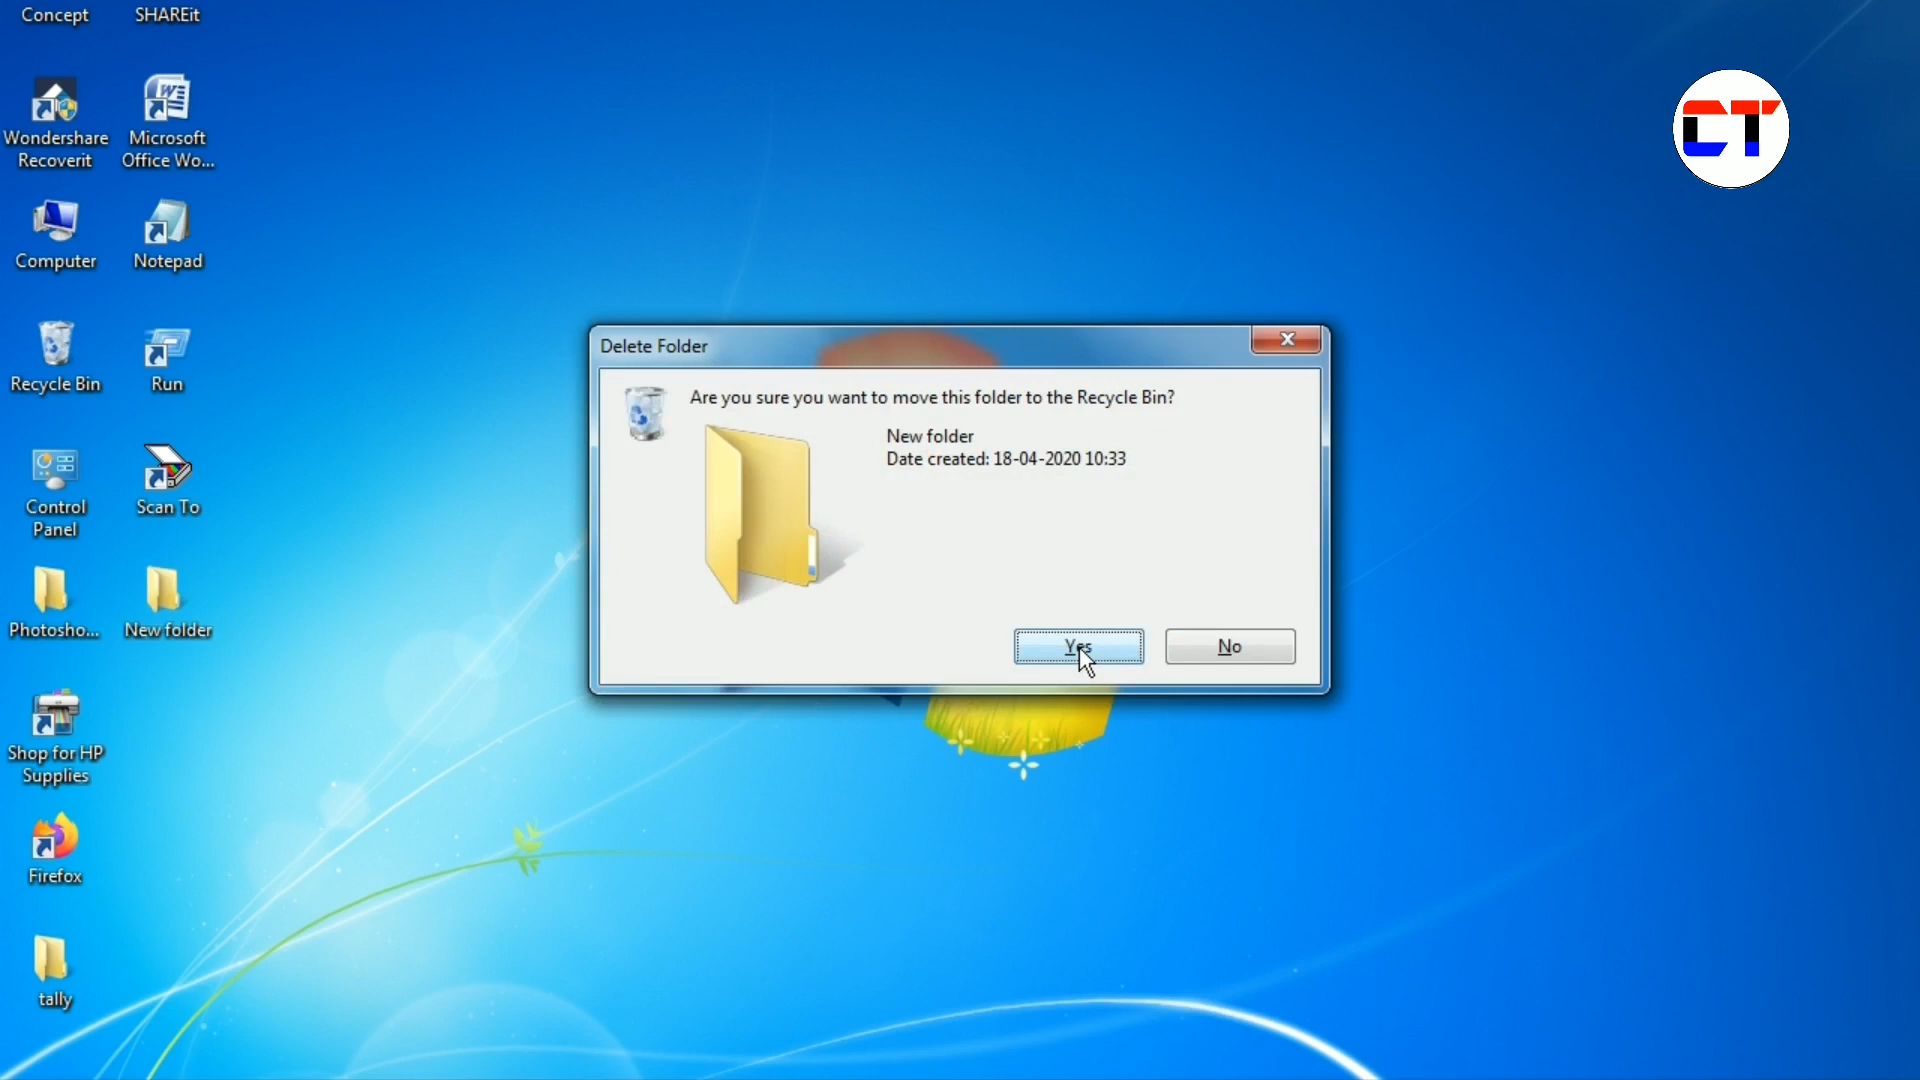 Concept
SHAREit
Wondershare
Recoverit
Microsoft
Office Wo...
Computer
Notepad
Recycle Bin
Run
Control
Panel
Scan To
Photosho...
New folder
Shop for HP
Supplies
Firefox
tally
CT
Delete Folder
Are you sure you want to move this folder to the Recycle Bin?
New folder
Date created: 18-04-2020 10:33
Yes
No